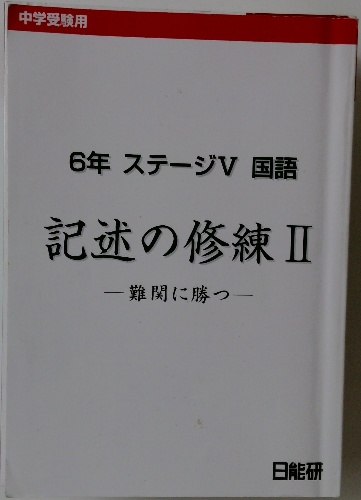 中学受験用
6年 ステージⅤ 国語
記述の修練Ⅱ
―難関に勝つ―
日能研